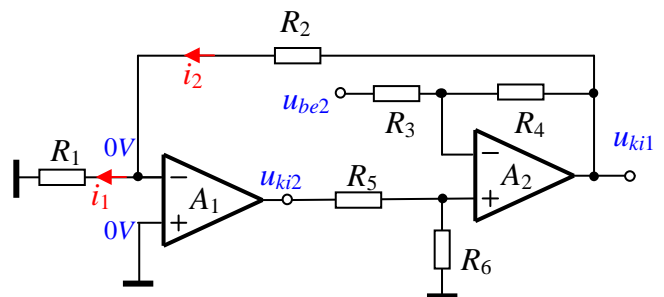 R2
i2
ube2
R3
R4
uki1
R1
0V
i1
−
+
A1
uki2
R5
−
+
A2
0V
R6